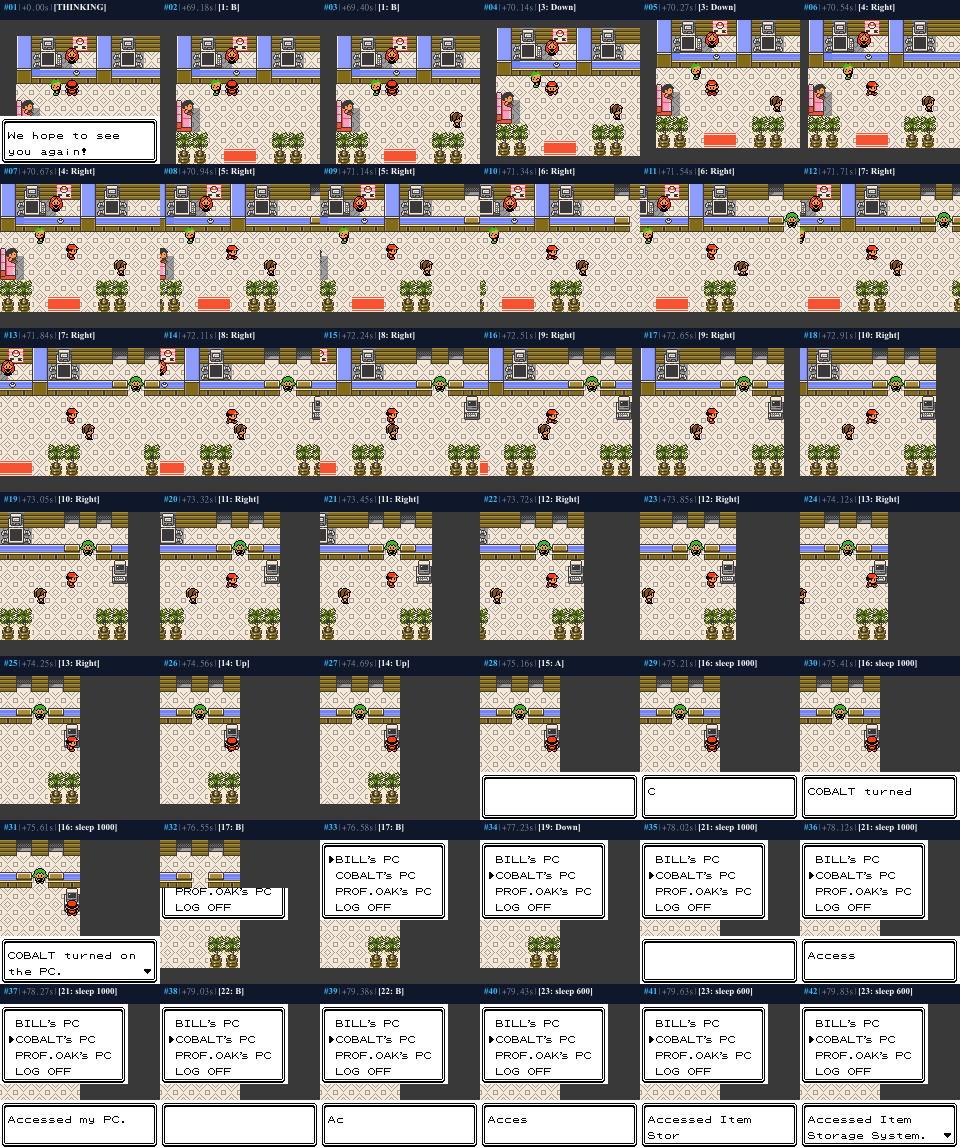 #01|+0.00s|[THINKING]
#02|+69.18s|[1: B]
#03|+69.40s|[1: B]
#04|+70.14s|[3: Down]
#05|+70.27s|[3: Down]
#06|+70.54s|[4: Right]
We hope to see
you again!
#07|+70.67s|[4: Right]
#08|+70.94s|[5: Right]
#09|+71.14s|[5: Right]
#10|+71.34s|[6: Right]
#11|+71.54s|[6: Right]
#12|+71.71s|[7: Right]
#13|+71.84s|[7: Right]
#14|+72.11s|[8: Right]
#15|+72.24s|[8: Right]
#16|+72.51s|[9: Right]
#17|+72.65s|[9: Right]
#18|+72.91s|[10: Right]
#19|+73.05s|[10: Right]
#20|+73.32s|[11: Right]
#21|+73.45s|[11: Right]
#22|+73.72s|[12: Right]
#23|+73.85s|[12: Right]
#24|+74.12s|[13: Right]
#25|+74.25s|[13: Right]
#26|+74.56s|[14: Up]
#27|+74.69s|[14: Up]
#28|+75.16s|[15: A]
#29|+75.21s|[16: sleep 1000]
#30|+75.41s|[16: sleep 1000]
C
COBALT turned
#31|+75.61s|[16: sleep 1000]
#32|+76.55s|[17: B]
#33|+76.58s|[17: B]
#34|+77.23s|[19: Down]
#35|+78.02s|[21: sleep 1000]
#36|+78.12s|[21: sleep 1000]
COBALT turned on
the PC.
PROF.OAK's PC
LOG OFF
BILL's PC
COBALT's PC
PROF.OAK's PC
LOG OFF
BILL's PC
COBALT's PC
PROF.OAK's PC
LOG OFF
BILL's PC
COBALT's PC
PROF.OAK's PC
LOG OFF
BILL's PC
COBALT's PC
PROF.OAK's PC
LOG OFF
Access
#37|+78.27s|[21: sleep 1000]
#38|+79.03s|[22: B]
#39|+79.38s|[22: B]
#40|+79.43s|[23: sleep 600]
#41|+79.63s|[23: sleep 600]
#42|+79.83s|[23: sleep 600]
BILL's PC
COBALT's PC
PROF.OAK's PC
LOG OFF
Accessed my PC.
BILL's PC
COBALT's PC
PROF.OAK's PC
LOG OFF
BILL's PC
COBALT's PC
PROF.OAK's PC
LOG OFF
Ac
BILL's PC
COBALT's PC
PROF.OAK's PC
LOG OFF
Acces
BILL's PC
COBALT's PC
PROF.OAK's PC
LOG OFF
Accessed Item
Stor
BILL's PC
COBALT's PC
PROF.OAK's PC
LOG OFF
Accessed Item
Storage System.